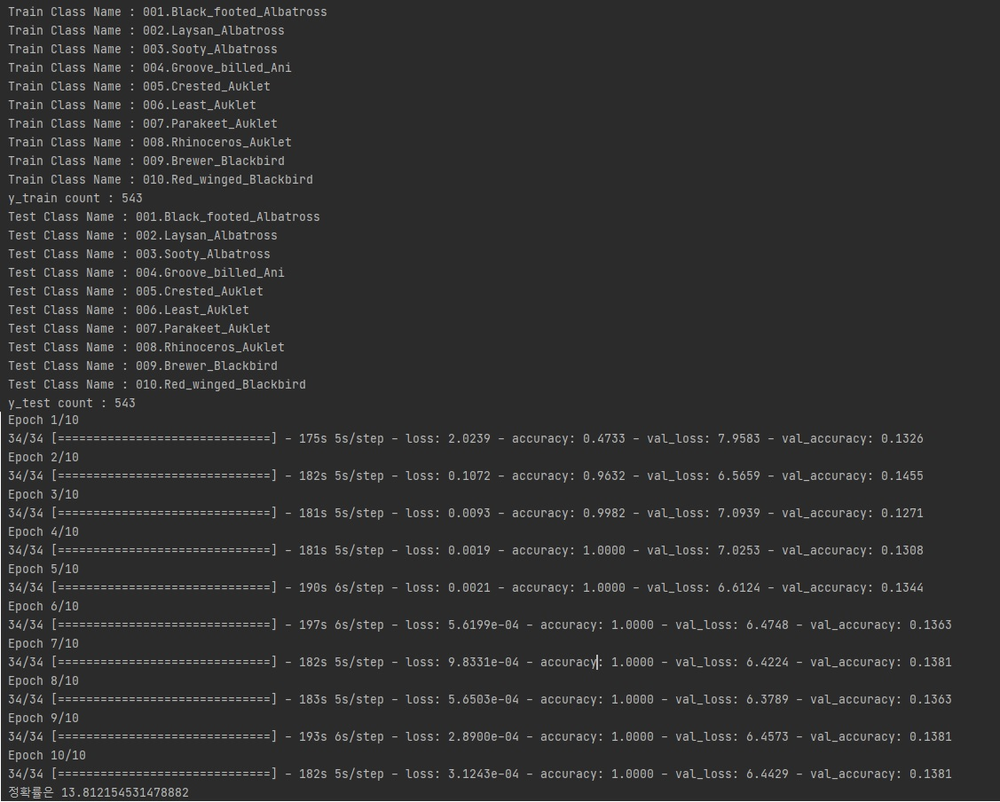 Train Class Name : 001.Black_footed_Albatross
Train Class Name : 002.Laysan_Albatross
Train Class Name : 003.Sooty_Albatross
Train Class Name : 004.Groove_billed_Ani
Train Class Name : 005.Crested_Auklet
Train Class Name : 006.Least_Auklet
Train Class Name : 007.Parakeet_Auklet
Train Class Name : 008.Rhinoceros_Auklet
Train Class Name : 009.Brewer_Blackbird
Train Class Name : 010.Red_winged_Blackbird
y_train count : 543
Test Class Name : 001.Black_footed_Albatross
Test Class Name : 002.Laysan_Albatross
Test Class Name : 003.Sooty_Albatross
Test Class Name : 004.Groove_billed_Ani
Test Class Name : 005.Crested_Auklet
Test Class Name : 006.Least_Auklet
Test Class Name : 007.Parakeet_Auklet
Test Class Name : 008.Rhinoceros_Auklet
Test Class Name : 009.Brewer_Blackbird
Test Class Name : 010.Red_winged_Blackbird
y_test count : 543
Epoch 1/10
34/34 [==============================] - 175s 5s/step - loss: 2.0239 - accuracy: 0.4733 - val_loss: 7.9583 - val_accuracy: 0.1326
Epoch 2/10
34/34 [==============================] - 182s 5s/step - loss: 0.1072 - accuracy: 0.9632 - val_loss: 6.5659 - val_accuracy: 0.1455
Epoch 3/10
34/34 [==============================] - 181s 5s/step - loss: 0.0093 - accuracy: 0.9982 - val_loss: 7.0939 - val_accuracy: 0.1271
Epoch 4/10
34/34 [==============================] - 181s 5s/step - loss: 0.0019 - accuracy: 1.0000 - val_loss: 7.0253 - val_accuracy: 0.1308
Epoch 5/10
34/34 [==============================] - 190s 6s/step - loss: 0.0021 - accuracy: 1.0000 - val_loss: 6.6124 - val_accuracy: 0.1344
Epoch 6/10
34/34 [==============================] - 197s 6s/step - loss: 5.6199e-04 - accuracy: 1.0000 - val_loss: 6.4748 - val_accuracy: 0.1363
Epoch 7/10
34/34 [==============================] - 182s 5s/step - loss: 9.8331e-04 - accuracy: 1.0000 - val_loss: 6.4224 - val_accuracy: 0.1381
Epoch 8/10
34/34 [==============================] - 183s 5s/step - loss: 5.6503e-04 - accuracy: 1.0000 - val_loss: 6.3789 - val_accuracy: 0.1363
Epoch 9/10
34/34 [==============================] - 193s 6s/step - loss: 2.8900e-04 - accuracy: 1.0000 - val_loss: 6.4573 - val_accuracy: 0.1381
Epoch 10/10
34/34 [==============================] - 182s 5s/step - loss: 3.1243e-04 - accuracy: 1.0000 - val_loss: 6.4429 - val_accuracy: 0.1381
정확률은 13.812154531478882